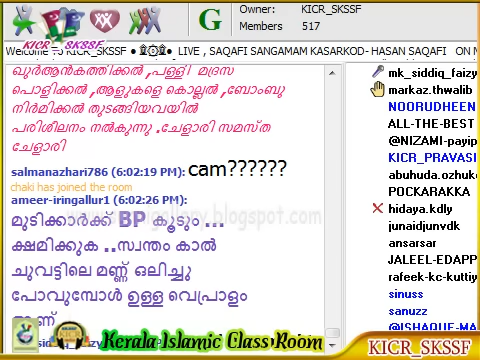 Owner: KICR_SKSSF
Members 517
KICR_SKSSF
Welcome To KICR_SKSSF ● LIVE , SAQAFI SANGAMAM KASARKOD- HASAN SAQAFI ON M
ഖുർആൻകത്തിക്കൽ ,പള്ളി മദ്രസ
പൊളിക്കൽ ,ആളുകളെ കൊല്ലൽ ,ബോംബു
നിർമിക്കൽ തുടങ്ങിയവയിൽ
പരിശീലനം നൽകുന്നു .ചേളാരി സമസ്ത
ചേളാരി
salmanazhari786 (6:02:19 PM): cam??????
chaki has joined the room
ameer-iringallur1 (6:02:26 PM):
മുടിക്കാർക്ക് BP കൂടും ...
ക്ഷമിക്കുക ..സ്വന്തം കാൽ
ചുവട്ടിലെ മണ്ണ് ഒലിച്ചു
പോവുമ്പോൾ ഉള്ള വെപ്രാളം
ആണ്
mk_siddiq_faizy
markaz.thwalib
NOORUDHEEN
ALL-THE-BEST
@NIZAMI-payip
KICR_PRAVASI
abuhuda.ozhuk
POCKARAKKA
hidaya.kdly
junaidjunvdk
ansarsar
JALEEL-EDAPP
rafeek-kc-kuttiy
sinuss
sanuzz
@ISHAQUE-MA
Kerala Islamic Class Room
KICR_SKSSF